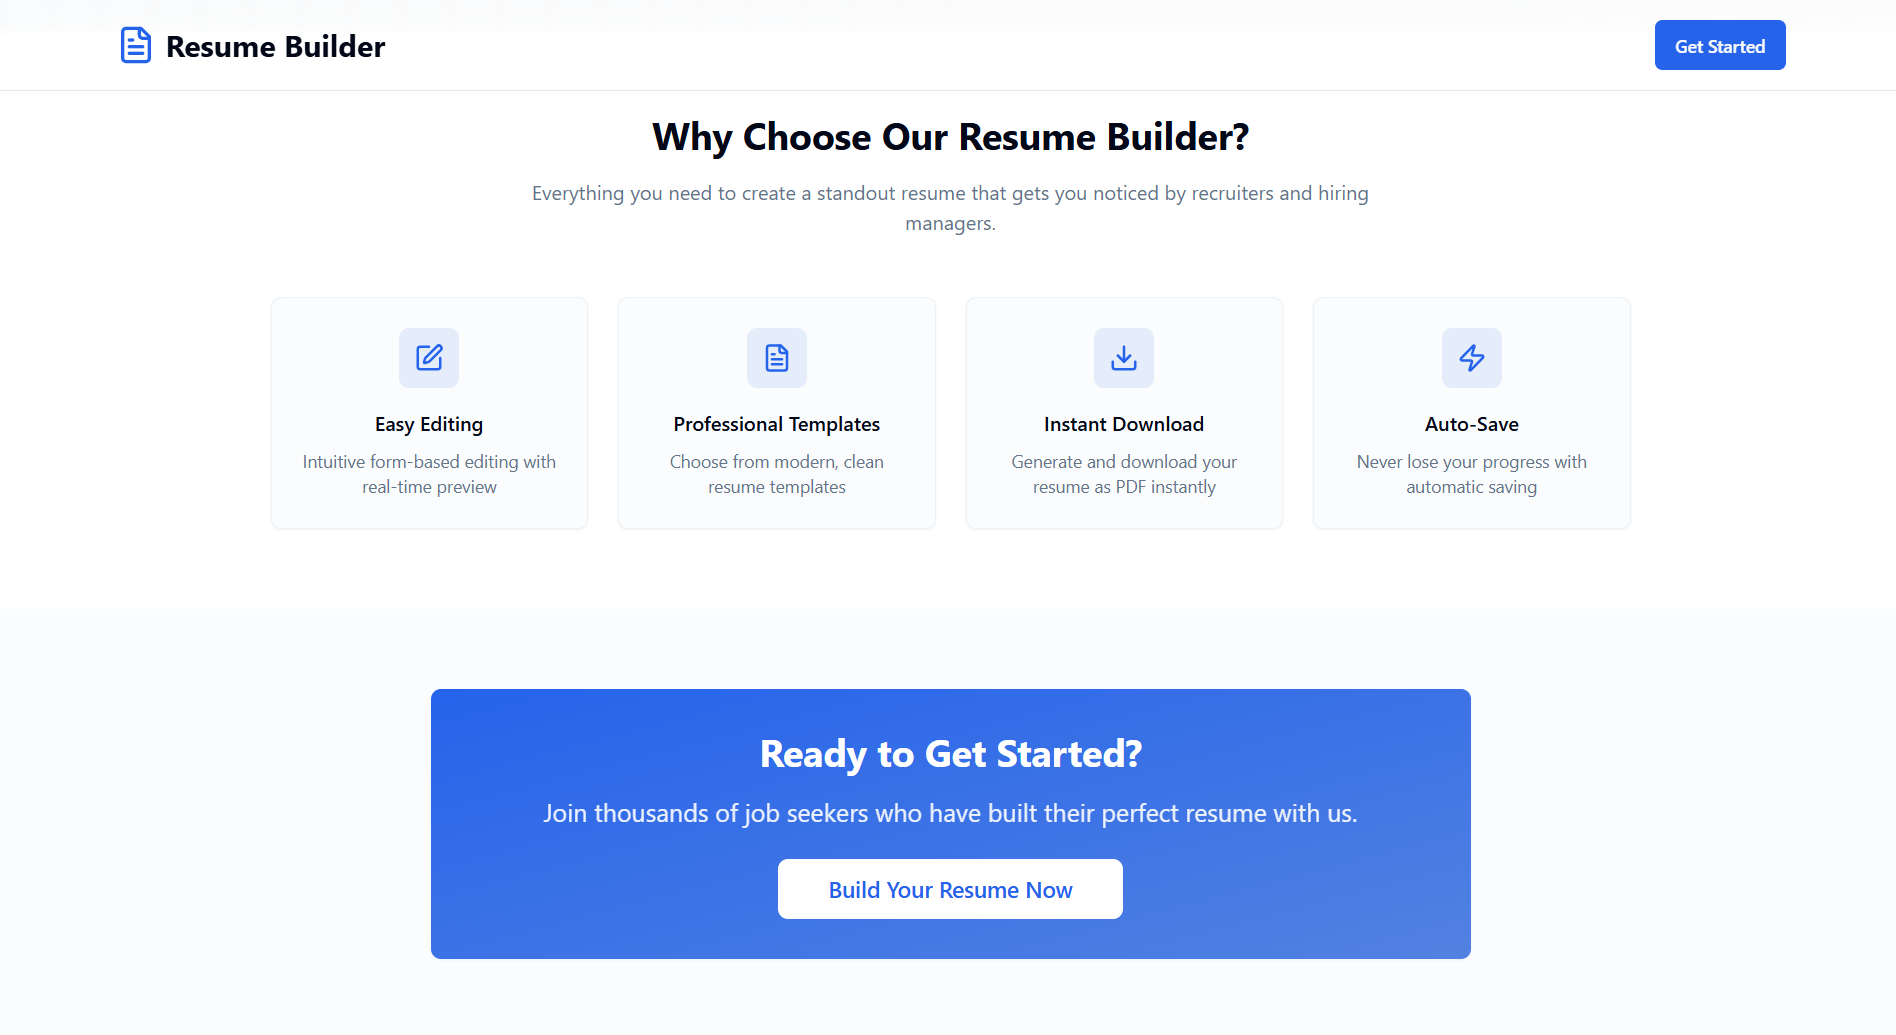 Resume Builder
Get Started
Why Choose Our Resume Builder?
Everything you need to create a standout resume that gets you noticed by recruiters and hiring
managers.
Easy Editing
Intuitive form-based editing with
real-time preview
Professional Templates
Choose from modern, clean
resume templates
Instant Download
Generate and download your
resume as PDF instantly
Auto-Save
Never lose your progress with
automatic saving
Ready to Get Started?
Join thousands of job seekers who have built their perfect resume with us.
Build Your Resume Now